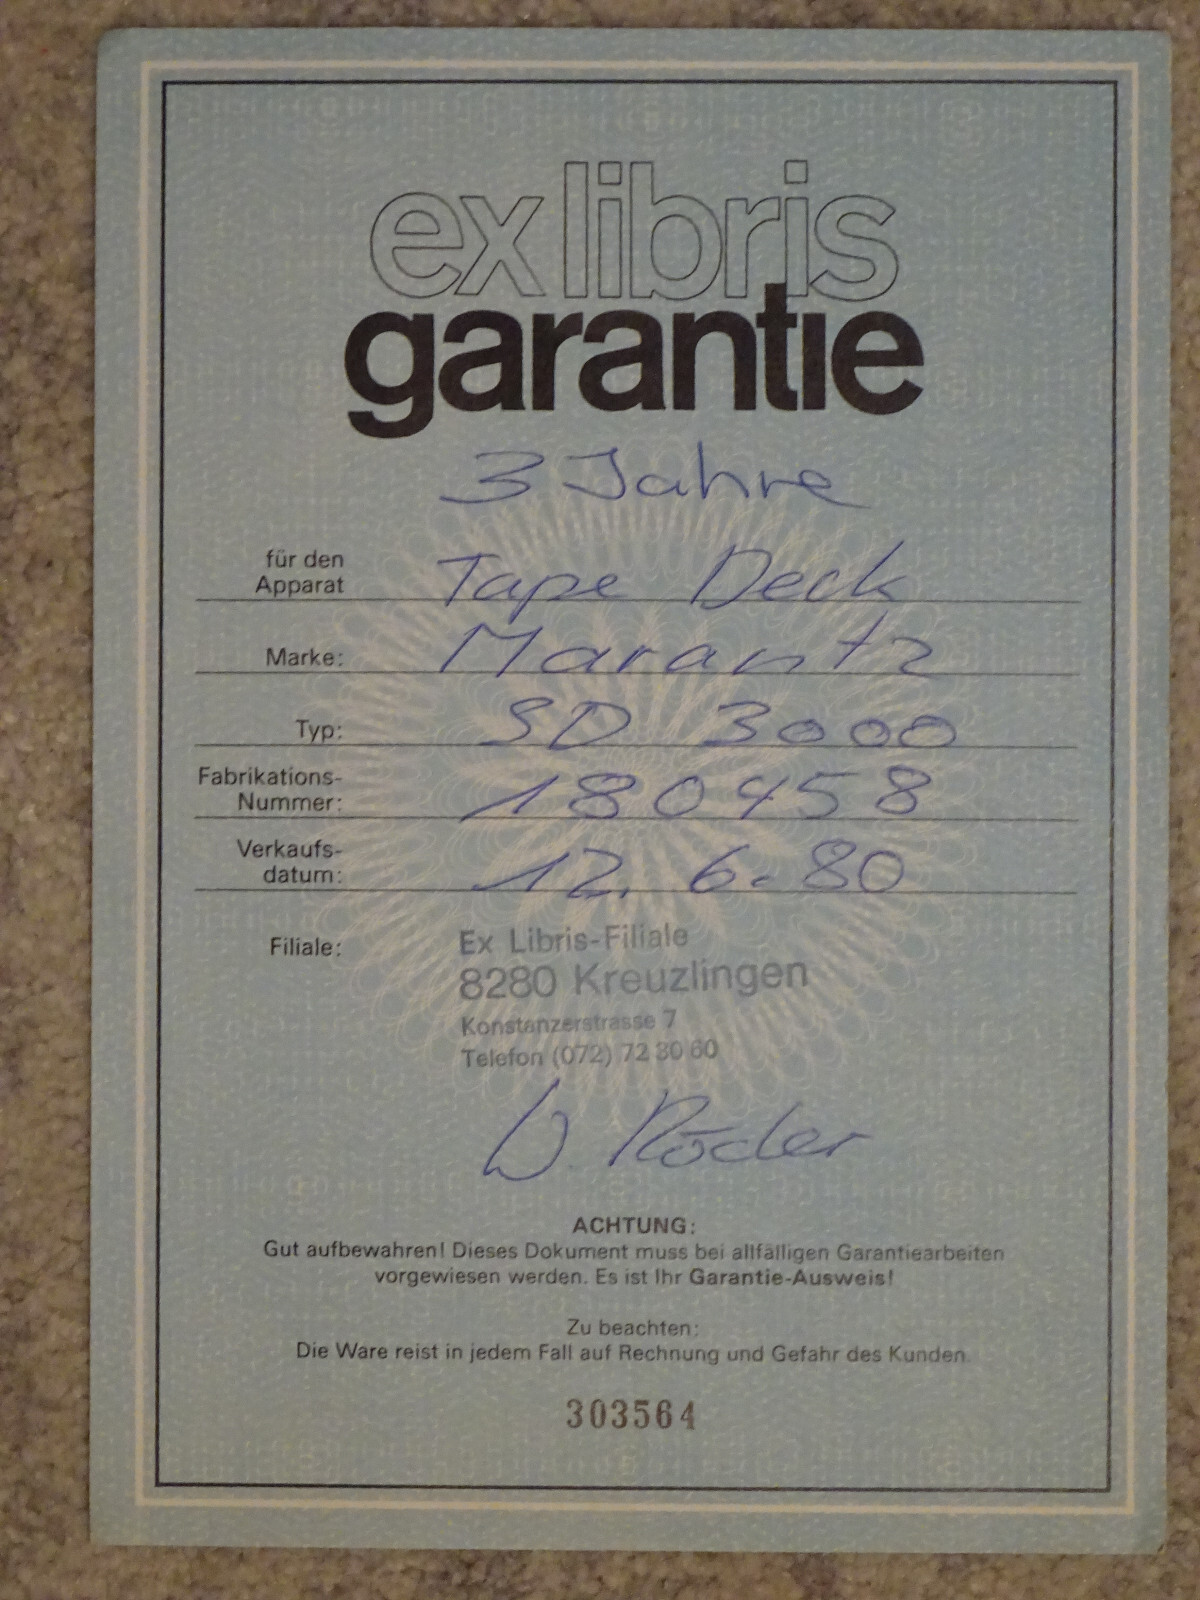 ex libris
garantie
3 Jahre
für den
Apparat
Tape Deck
Marke:
Marantz
Typ:
SD 3000
Fabrikations-
Nummer:
180458
Verkaufs-
datum:
12. 6. 80
Filiale:
Ex Libris-Filiale
8280 Kreuzlingen
Konstanzerstrasse 7
Telefon (072) 72 30 60
W. Röder
ACHTUNG:
Gut aufbewahren! Dieses Dokument muss bei allfälligen Garantiearbeiten
vorgewiesen werden. Es ist Ihr Garantie-Ausweis!
Zu beachten:
Die Ware reist in jedem Fall auf Rechnung und Gefahr des Kunden.
303564